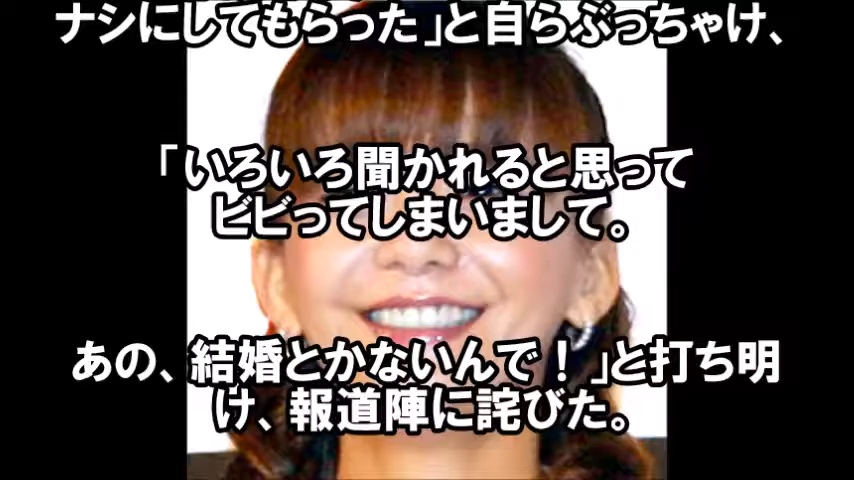 ナシにしてもらった」と自らぶっちゃけ、
「いろいろ聞かれると思って
ビビってしまいまして。
あの、結婚とかないんで！」と打ち明
け、報道陣に詫びた。